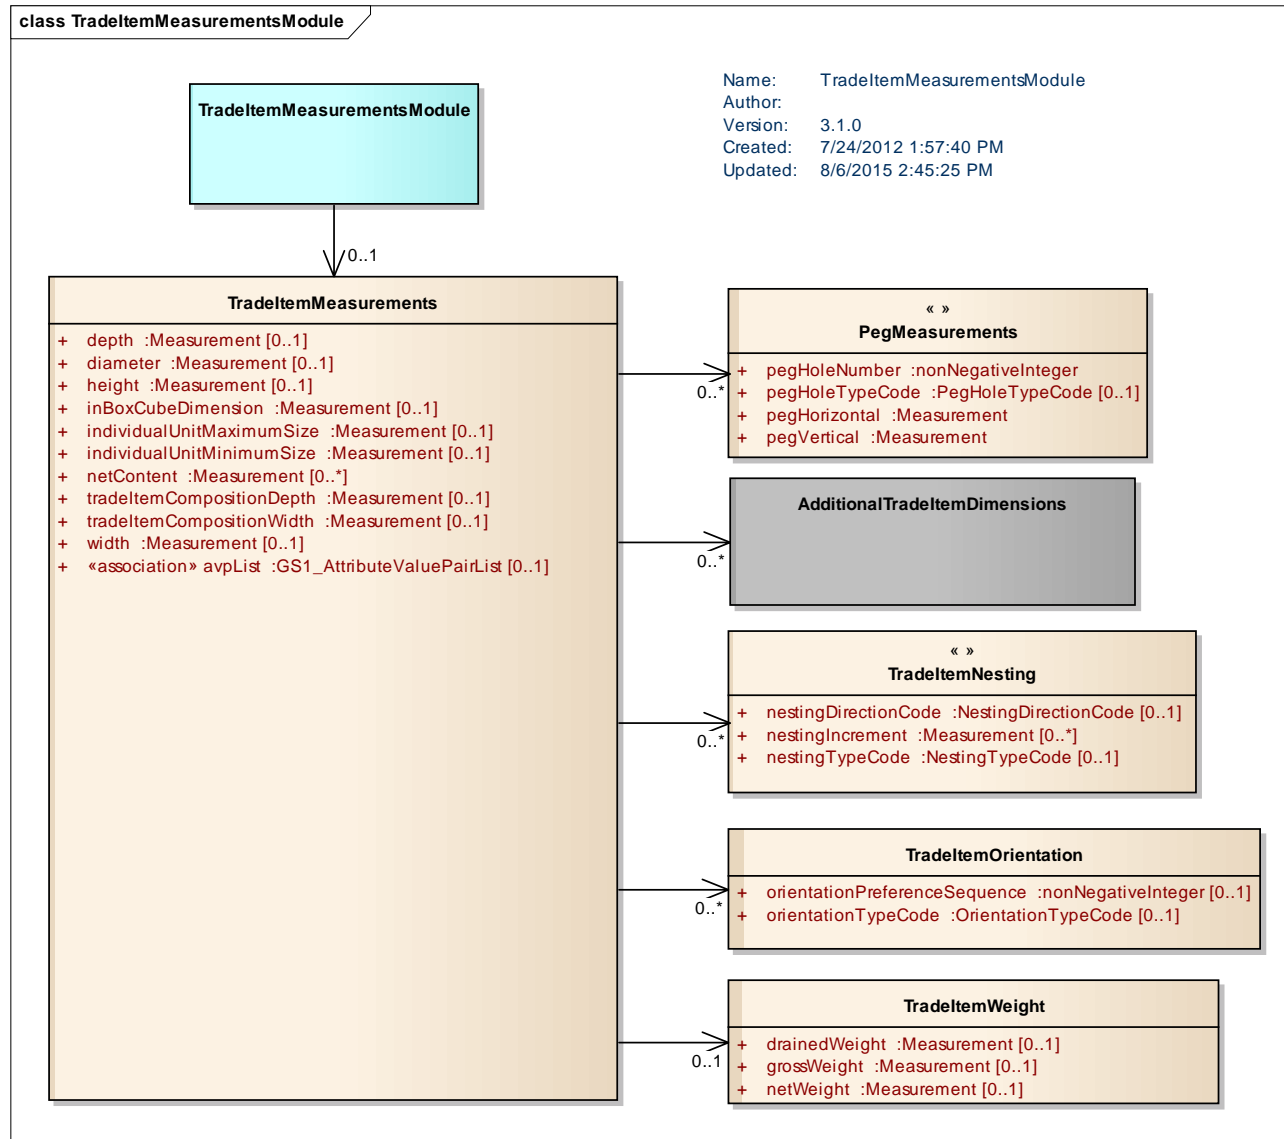 class TradeItemMeasurementsModule
TradeItemMeasurementsModule
Name: TradeItemMeasurementsModule
Author:
Version: 3.1.0
Created: 7/24/2012 1:57:40 PM
Updated: 8/6/2015 2:45:25 PM
0..1
TradeItemMeasurements
+ depth :Measurement [0..1]
+ diameter :Measurement [0..1]
+ height :Measurement [0..1]
+ inBoxCubeDimension :Measurement [0..1]
+ individualUnitMaximumSize :Measurement [0..1]
+ individualUnitMinimumSize :Measurement [0..1]
+ netContent :Measurement [0..*]
+ tradeItemCompositionDepth :Measurement [0..1]
+ tradeItemCompositionWidth :Measurement [0..1]
+ width :Measurement [0..1]
+ «association» avpList :GS1_AttributeValuePairList [0..1]
0..*
« »
PegMeasurements
+ pegHoleNumber :nonNegativeInteger
+ pegHoleTypeCode :PegHoleTypeCode [0..1]
+ pegHorizontal :Measurement
+ pegVertical :Measurement
0..*
AdditionalTradeItemDimensions
0..*
« »
TradeItemNesting
+ nestingDirectionCode :NestingDirectionCode [0..1]
+ nestingIncrement :Measurement [0..*]
+ nestingTypeCode :NestingTypeCode [0..1]
0..*
TradeItemOrientation
+ orientationPreferenceSequence :nonNegativeInteger [0..1]
+ orientationTypeCode :OrientationTypeCode [0..1]
0..1
TradeItemWeight
+ drainedWeight :Measurement [0..1]
+ grossWeight :Measurement [0..1]
+ netWeight :Measurement [0..1]